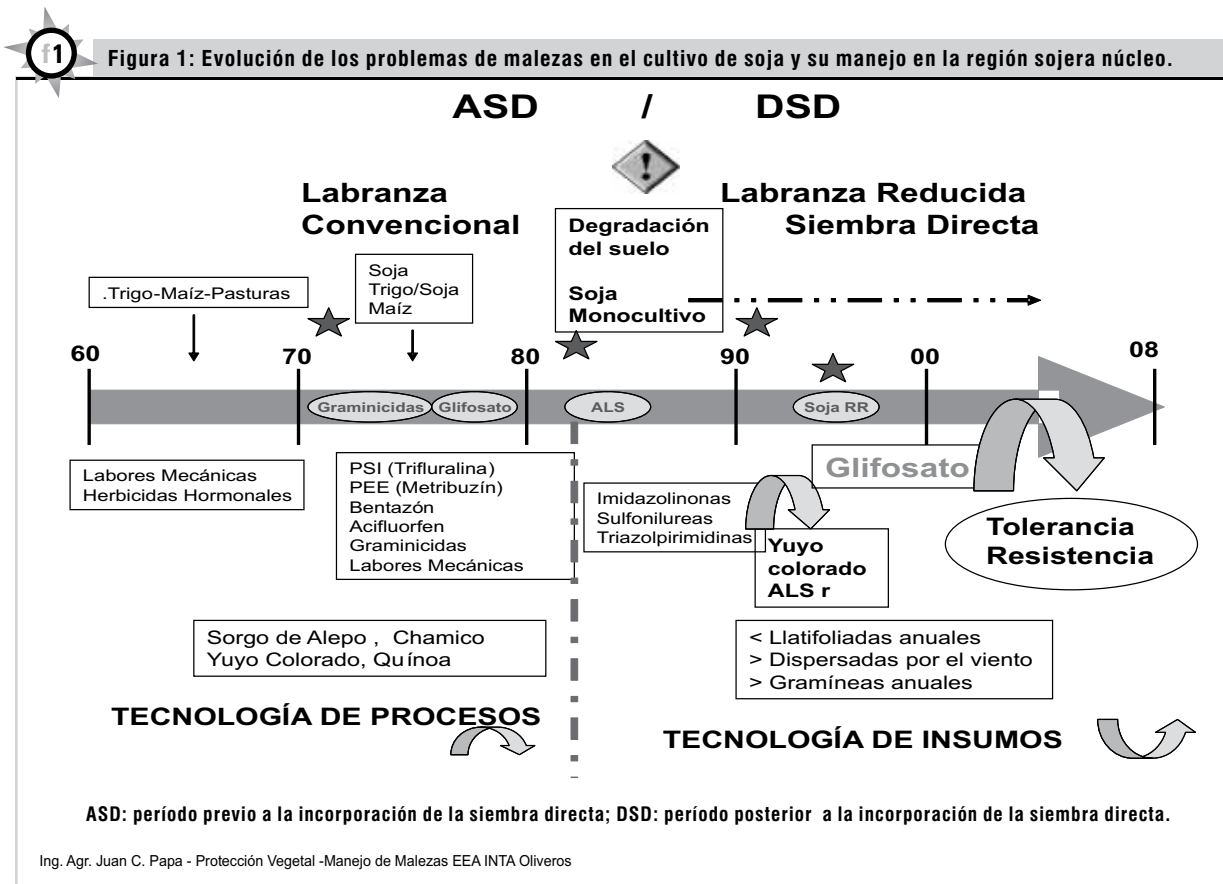 f1
Figura 1: Evolución de los problemas de malezas en el cultivo de soja y su manejo en la región sojera núcleo.
ASD / DSD
!
Labranza
Convencional
Labranza Reducida
Siembra Directa
.Trigo-Maíz-Pasturas
Soja
Trigo/Soja
Maíz
Degradación
del suelo
Soja
Monocultivo
60
70
80
90
00
08
Graminicidas
Glifosato
ALS
Soja RR
Labores Mecánicas
Herbicidas Hormonales
PSI (Trifluralina)
PEE (Metribuzín)
Bentazón
Acifluorfen
Graminicidas
Labores Mecánicas
Imidazolinonas
Sulfonilureas
Triazolpirimidinas
Yuyo
colorado
ALS r
Glifosato
Tolerancia
Resistencia
Sorgo de Alepo , Chamico
Yuyo Colorado, Quínoa
< Llatifoliadas anuales
> Dispersadas por el viento
> Gramíneas anuales
TECNOLOGÍA DE PROCESOS
TECNOLOGÍA DE INSUMOS
ASD: período previo a la incorporación de la siembra directa; DSD: período posterior a la incorporación de la siembra directa.
Ing. Agr. Juan C. Papa - Protección Vegetal -Manejo de Malezas EEA INTA Oliveros